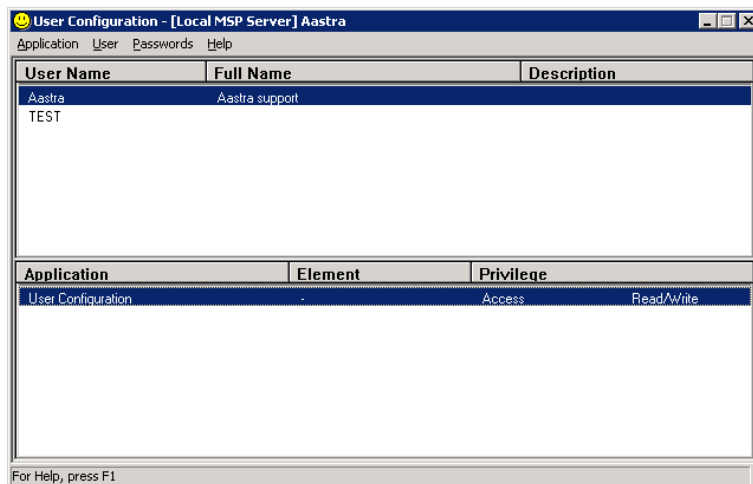 User Configuration - [Local MSP Server] Aastra
Application User Passwords Help
User Name Full Name Description
Aastra Aastra support
TEST
Application Element Privilege
User Configuration - Access Read/Write
For Help, press F1